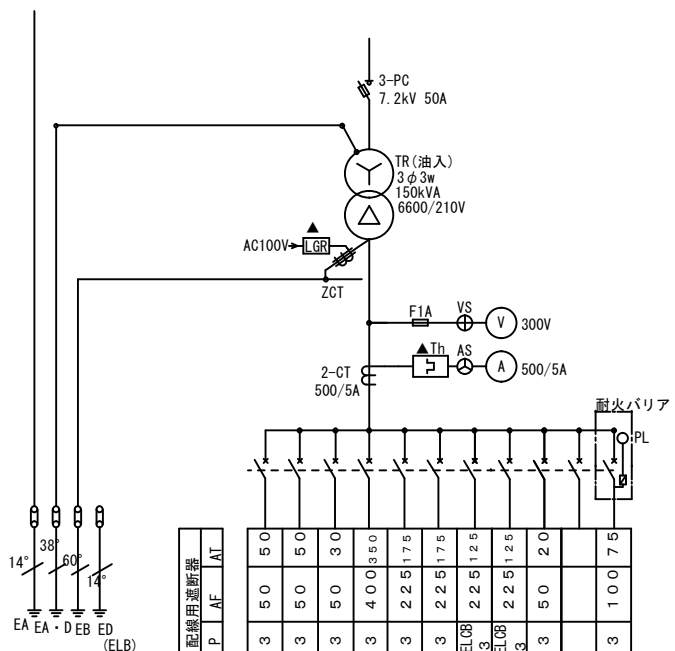 3-PC
7.2kV 50A
TR(油入)
3φ3w
150kVA
6600/210V
▲
AC100V LGR
ZCT
F1A VS V 300V
▲Th AS A 500/5A
2-CT
500/5A
耐火バリア
PL
14° 38° 60° 14°
EA EA・D EB ED
(ELB)
配線用遮断器
AT 50 50 30 350 175 175 125 125 20 75
AF 50 50 50 400 225 225 225 225 50 100
P 3 3 3 3 3 3 ELCB 3 ELCB 3 3 3